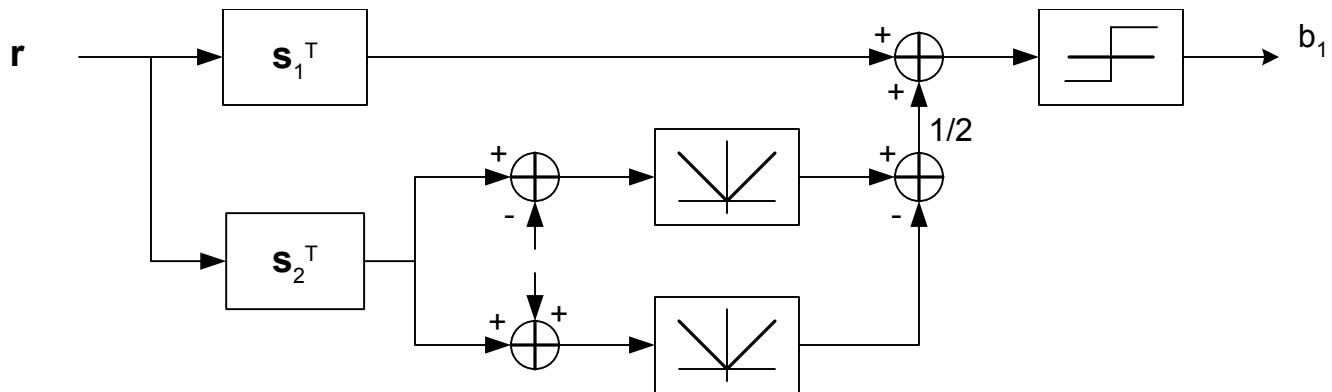 r
s₁ᵀ
+
+
b₁
1/2
+
-
+
-
s₂ᵀ
+
+